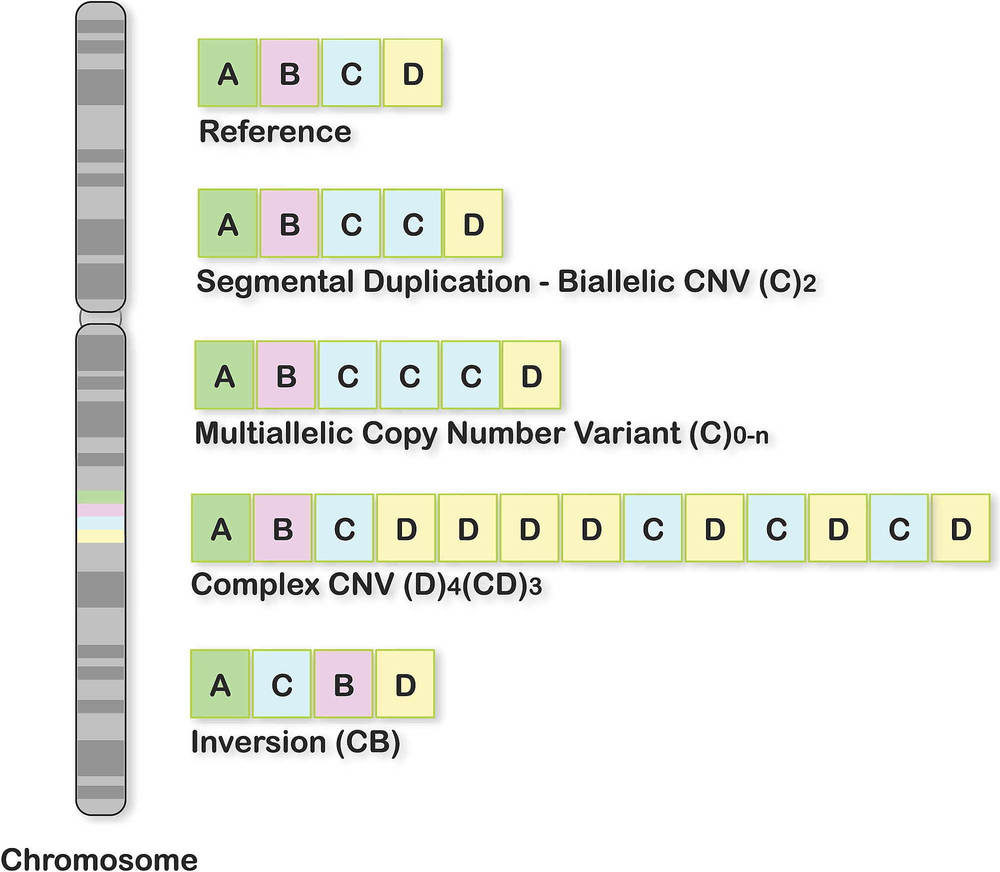 A B C D
Reference
A B C C D
Segmental Duplication - Biallelic CNV (C)2
A B C C C D
Multiallelic Copy Number Variant (C)0-n
A B C D D D D C D C D C D
Complex CNV (D)4(CD)3
A C B D
Inversion (CB)
Chromosome